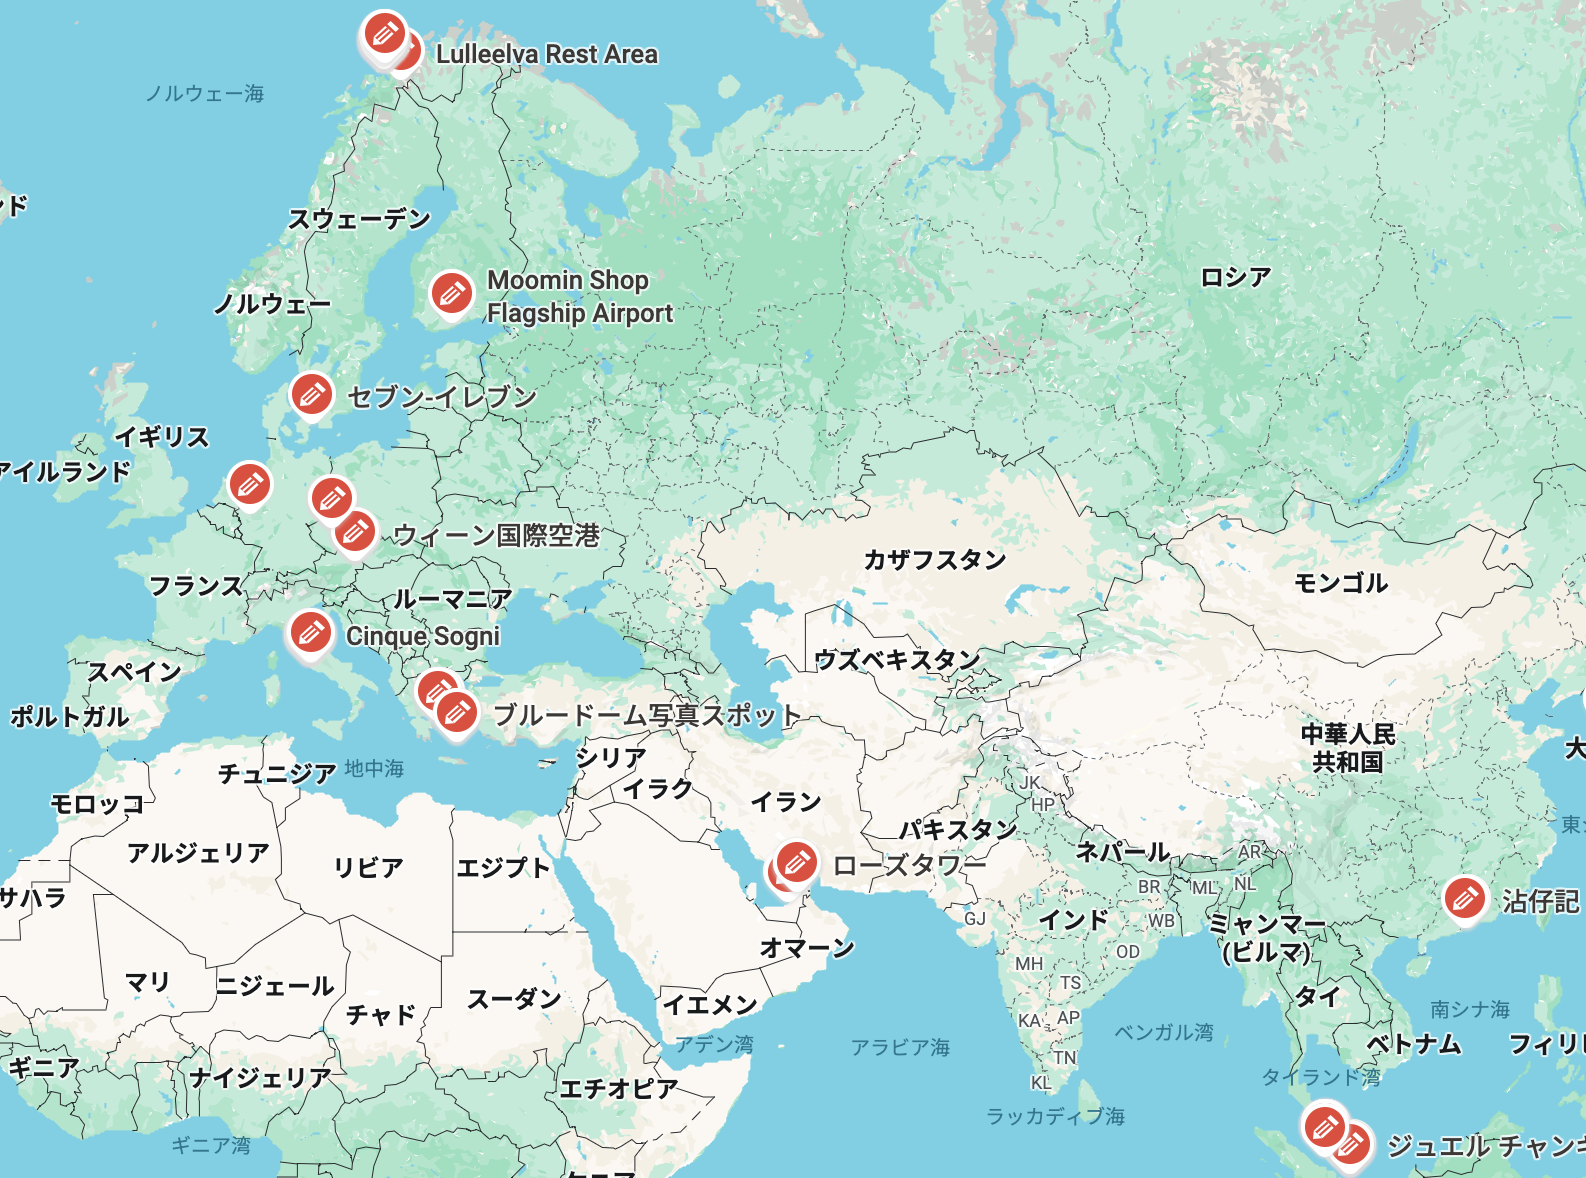 Lulleelva Rest Area
ノルウェー海
スウェーデン
Moomin Shop
Flagship Airport
ロシア
ノルウェー
セブン-イレブン
イギリス
アイルランド
ウィーン国際空港
カザフスタン
モンゴル
フランス
ルーマニア
Cinque Sogni
ウズベキスタン
スペイン
ポルトガル
ブルードーム写真スポット
中華人民
共和国
シリア
チュニジア
地中海
イラク
JK
モロッコ
イラン
HP
パキスタン
アルジェリア
リビア
エジプト
ローズタワー
ネパール
AR
サハラ
BR
ML
NL
沾仔記
GJ
インド
WB
ミャンマー
(ビルマ)
オマーン
OD
MH
TS
マリ
ニジェール
スーダン
タイ
イエメン
チャド
KA
AP
南シナ海
ベンガル湾
アデン湾
アラビア海
ベトナム
TN
ギニア
ナイジェリア
エチオピア
KL
タイランド湾
ラッカディブ海
ギニア湾
ジュエル チャンギ